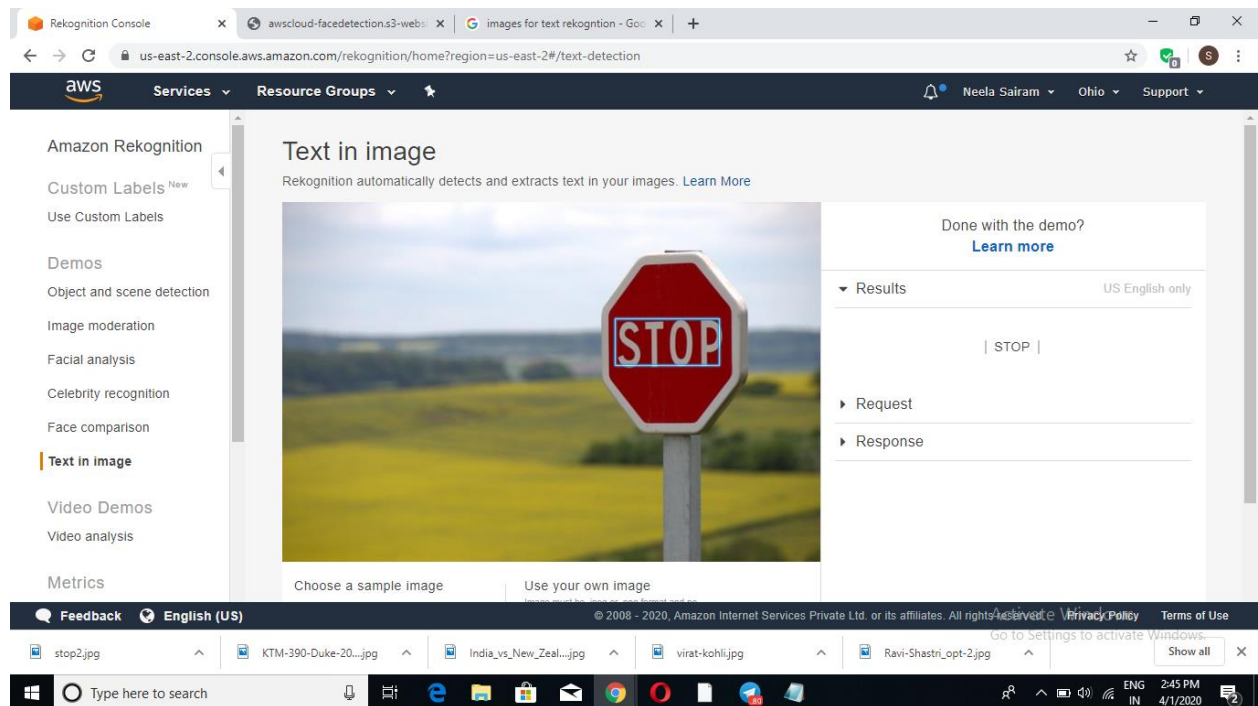 Rekognition Console
awscloud-facedetection.s3-websi
images for text rekogntion - Goo
us-east-2.console.aws.amazon.com/rekognition/home?region=us-east-2#/text-detection
S
aws Services Resource Groups Neela Sairam Ohio Support
Amazon Rekognition
Custom Labels New
Use Custom Labels
Demos
Object and scene detection
Image moderation
Facial analysis
Celebrity recognition
Face comparison
Text in image
Video Demos
Video analysis
Metrics
Text in image
Rekognition automatically detects and extracts text in your images. Learn More
STOP
Choose a sample image
Use your own image
Done with the demo?
Learn more
Results US English only
| STOP |
Request
Response
Feedback English (US) © 2008 - 2020, Amazon Internet Services Private Ltd. or its affiliates. All rights reserved. Privacy Policy Terms of Use
Activate Windows
Go to Settings to activate Windows.
stop2.jpg KTM-390-Duke-20....jpg India_vs_New_Zeal....jpg virat-kohli.jpg Ravi-Shastri_opt-2.jpg Show all
Type here to search
ENG
IN
2:45 PM
4/1/2020
2